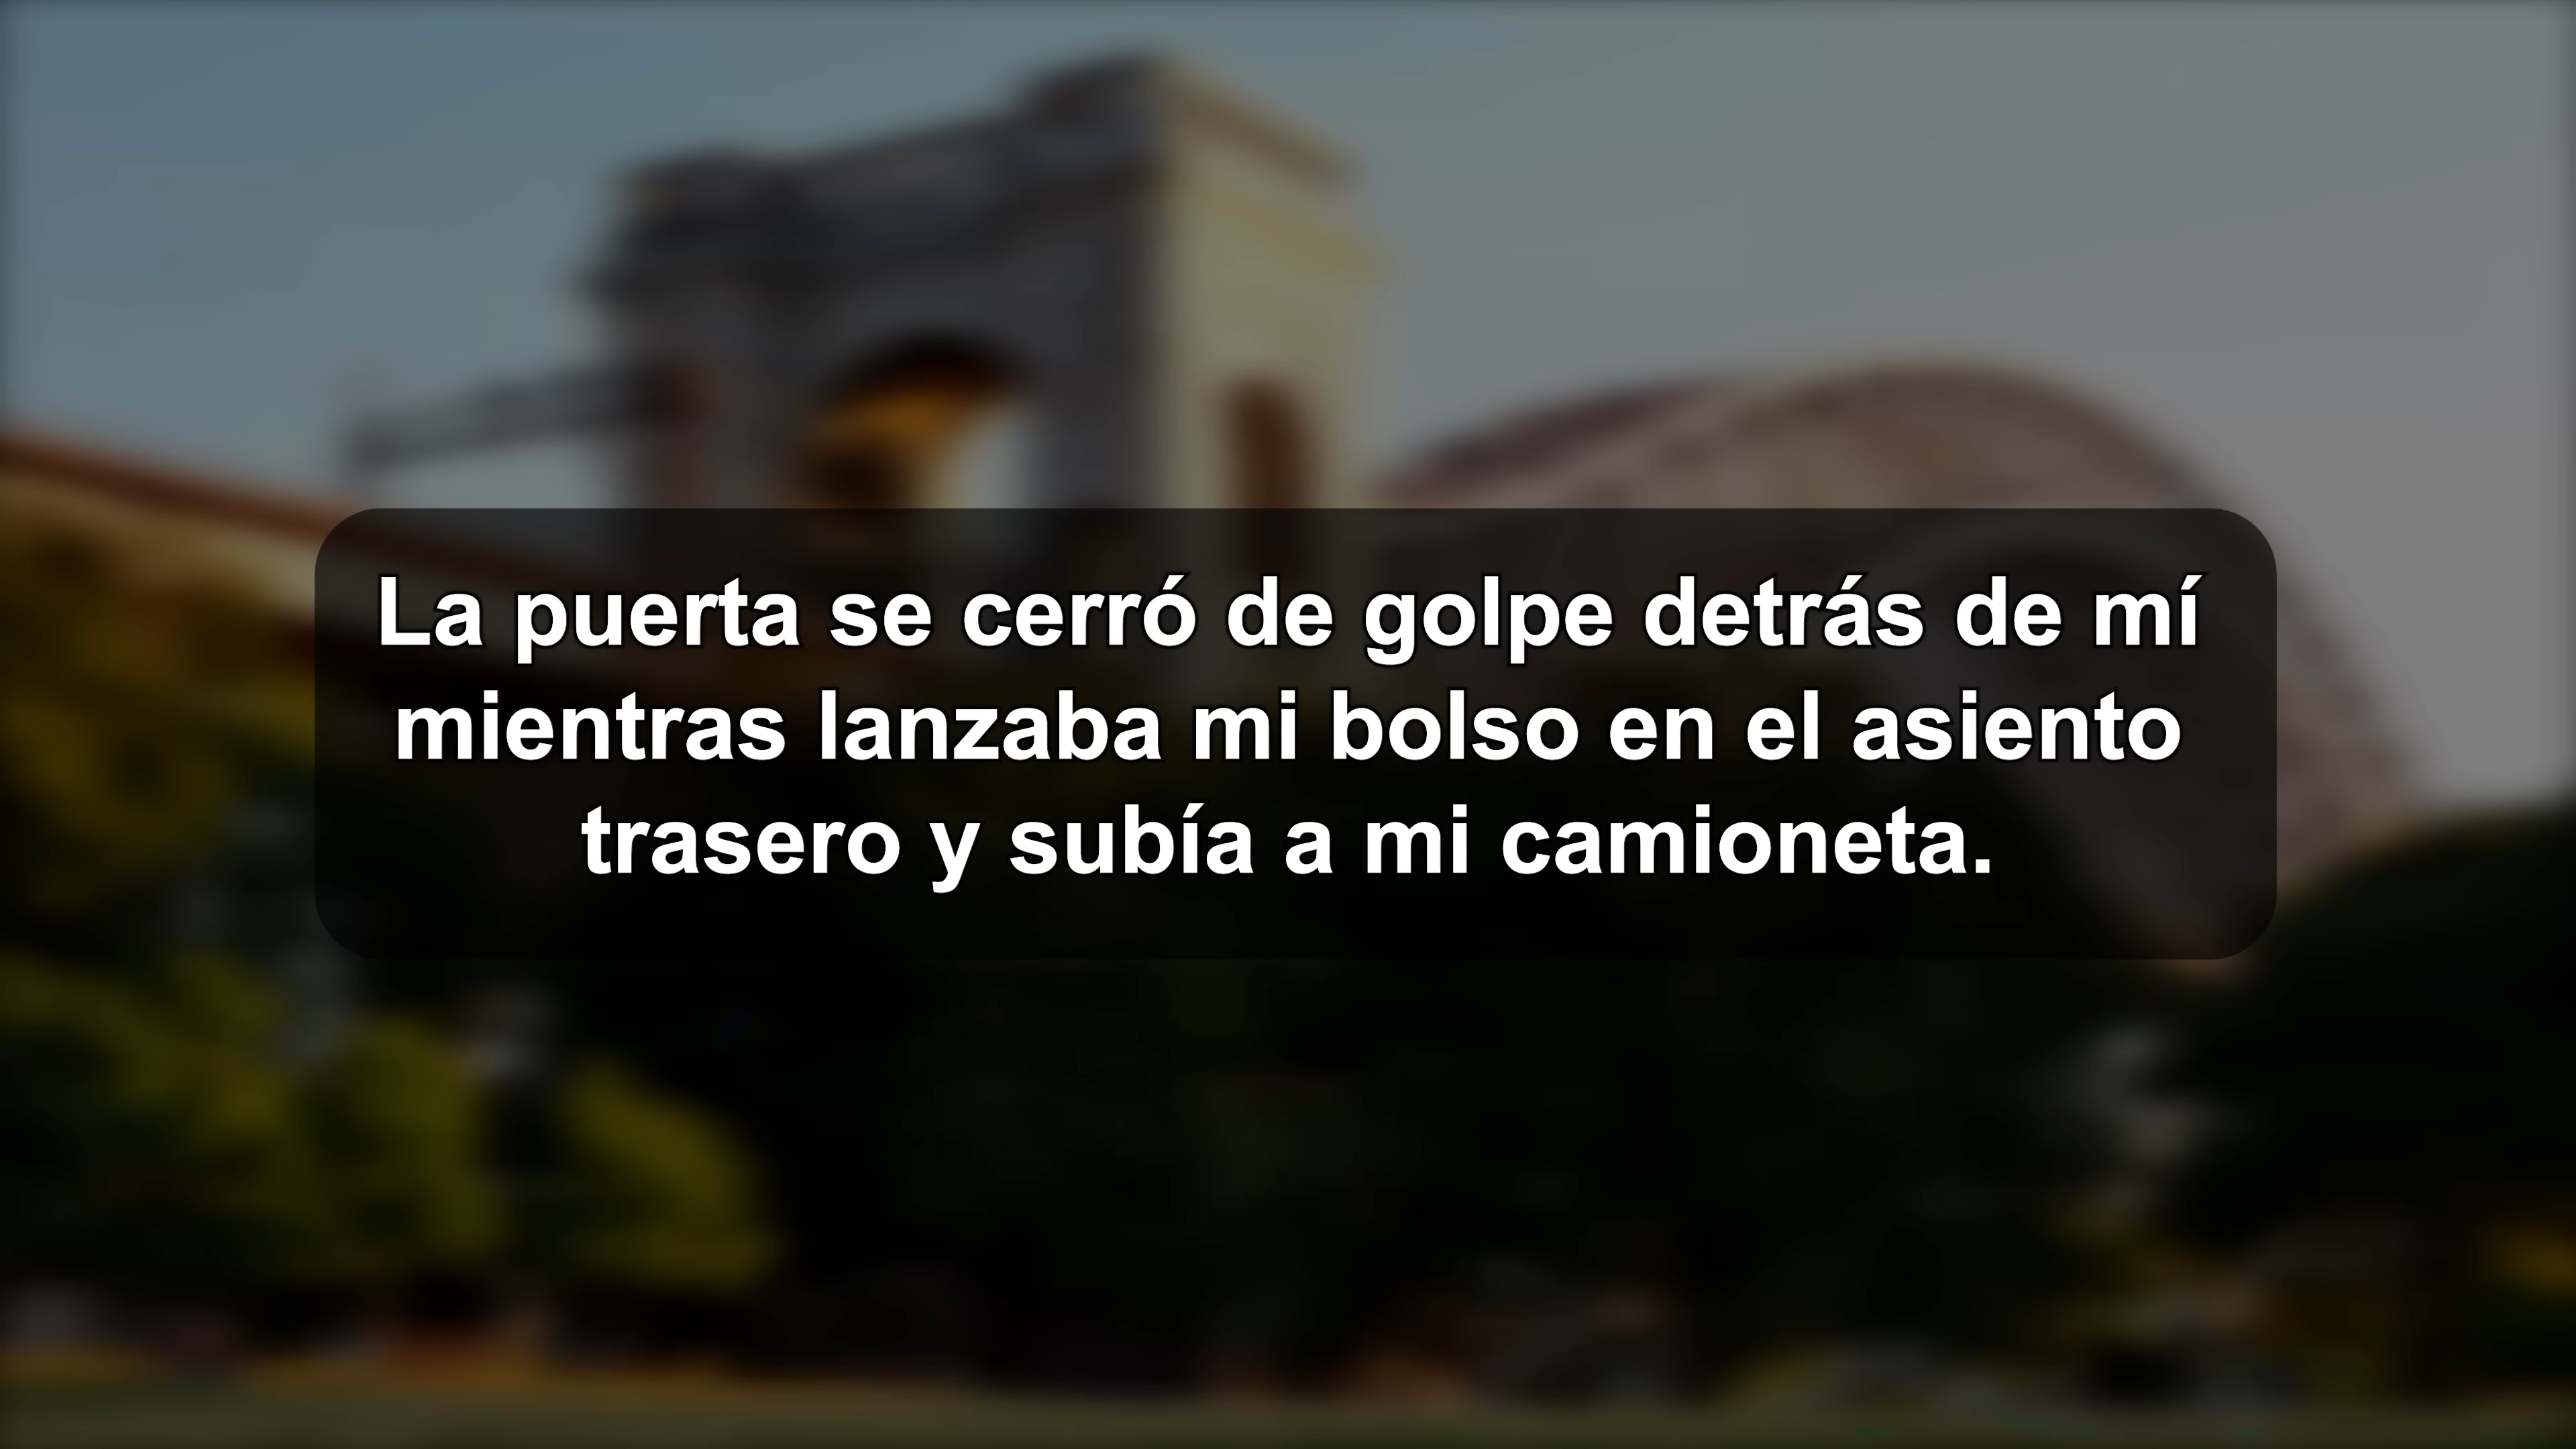 La puerta se cerró de golpe detrás de mí
mientras lanzaba mi bolso en el asiento
trasero y subía a mi camioneta.